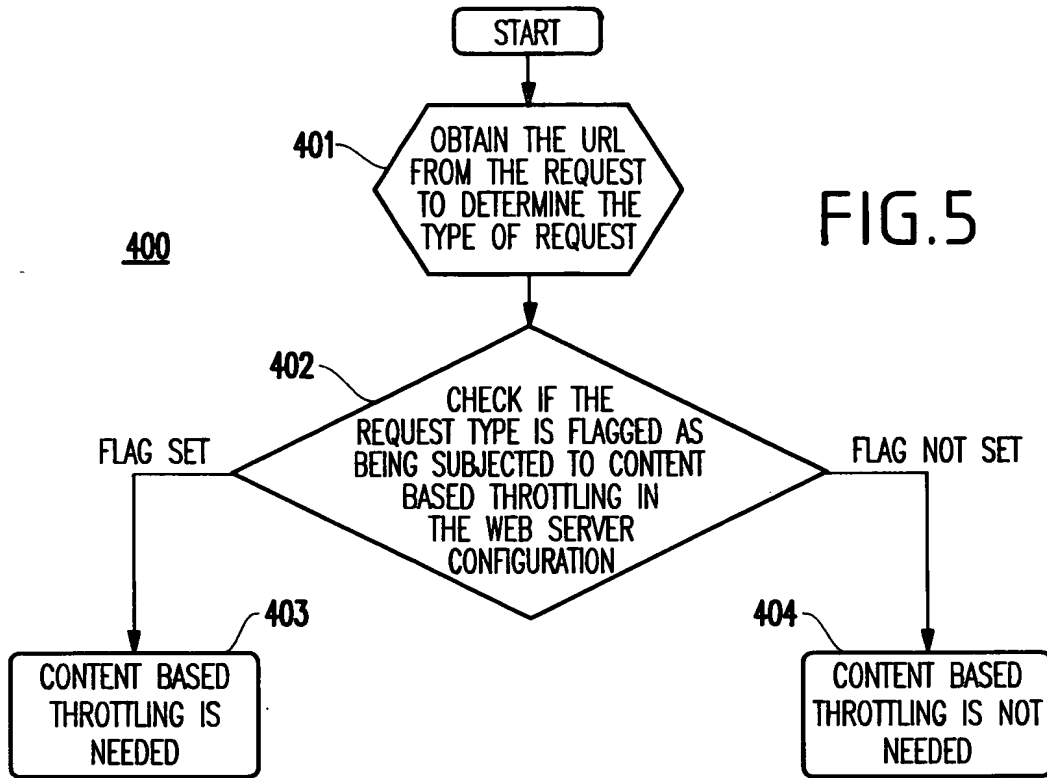 START
401
OBTAIN THE URL
FROM THE REQUEST
TO DETERMINE THE
TYPE OF REQUEST
FIG.5
400
402
CHECK IF THE
REQUEST TYPE IS FLAGGED AS
BEING SUBJECTED TO CONTENT
BASED THROTTLING IN
THE WEB SERVER
CONFIGURATION
FLAG SET
FLAG NOT SET
403
CONTENT BASED
THROTTLING IS
NEEDED
404
CONTENT BASED
THROTTLING IS NOT
NEEDED